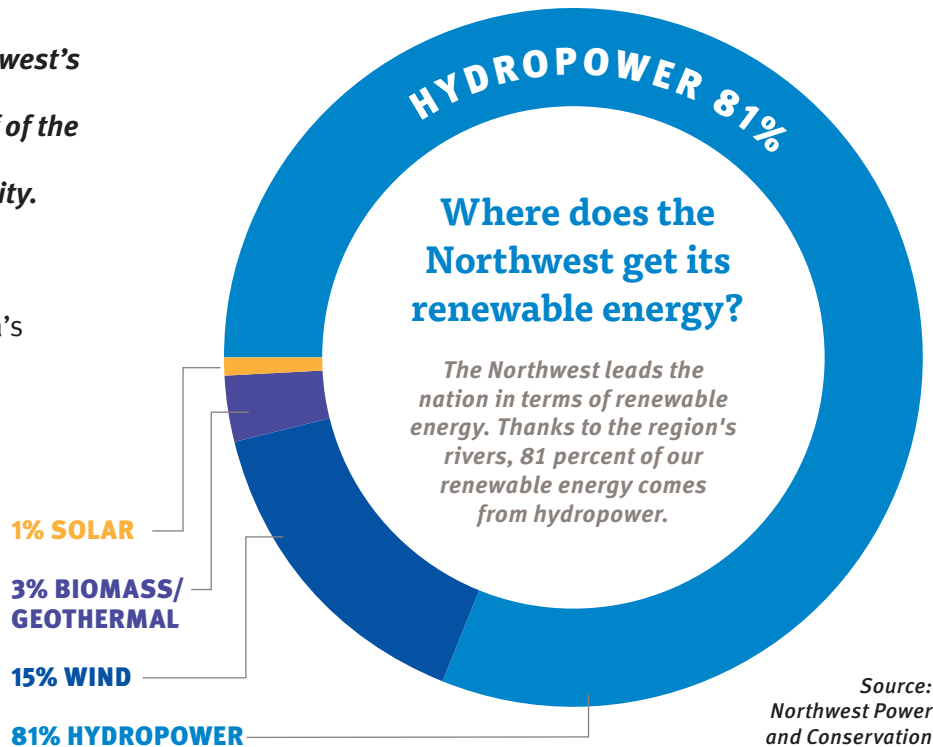 west's
of the
ity.
's
HYDROPOWER 81%
Where does the
Northwest get its
renewable energy?
The Northwest leads the
nation in terms of renewable
energy. Thanks to the region's
rivers, 81 percent of our
renewable energy comes
from hydropower.
1% SOLAR
3% BIOMASS/
GEOTHERMAL
15% WIND
81% HYDROPOWER
Source:
Northwest Power
and Conservation